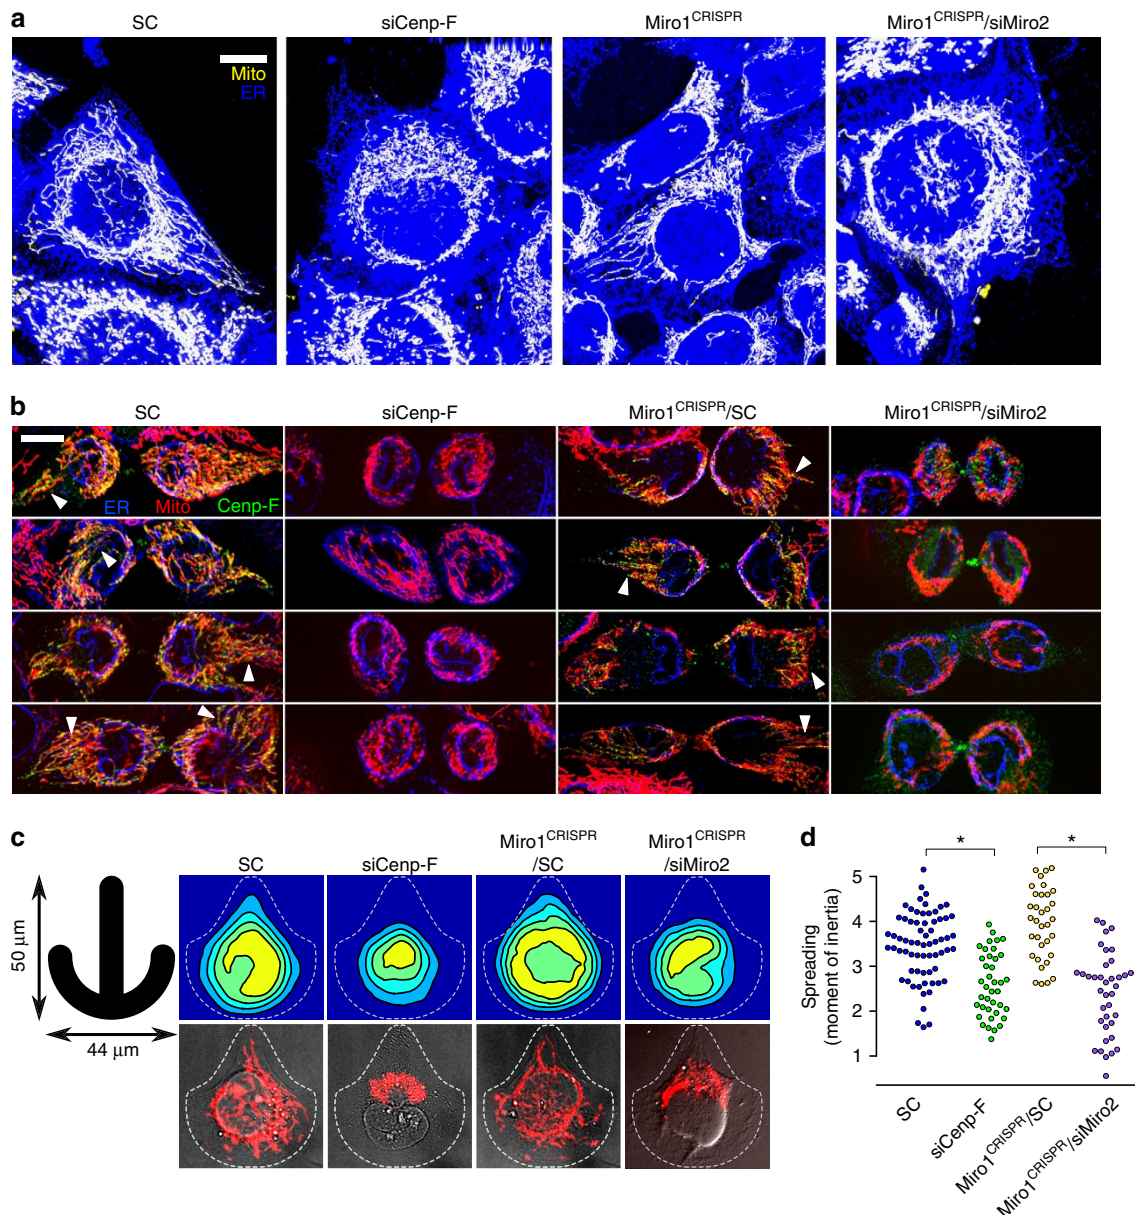 a
SC siCenp-F Miro1CRISPR Miro1CRISPR/siMiro2
Mito
ER
b
SC siCenp-F Miro1CRISPR/SC Miro1CRISPR/siMiro2
ER Mito Cenp-F
c
SC siCenp-F Miro1CRISPR/SC Miro1CRISPR/siMiro2
50 μm
44 μm
d
* *
Spreading
(moment of inertia)
5
4
3
2
1
SC siCenp-F Miro1CRISPR/SC Miro1CRISPR/siMiro2